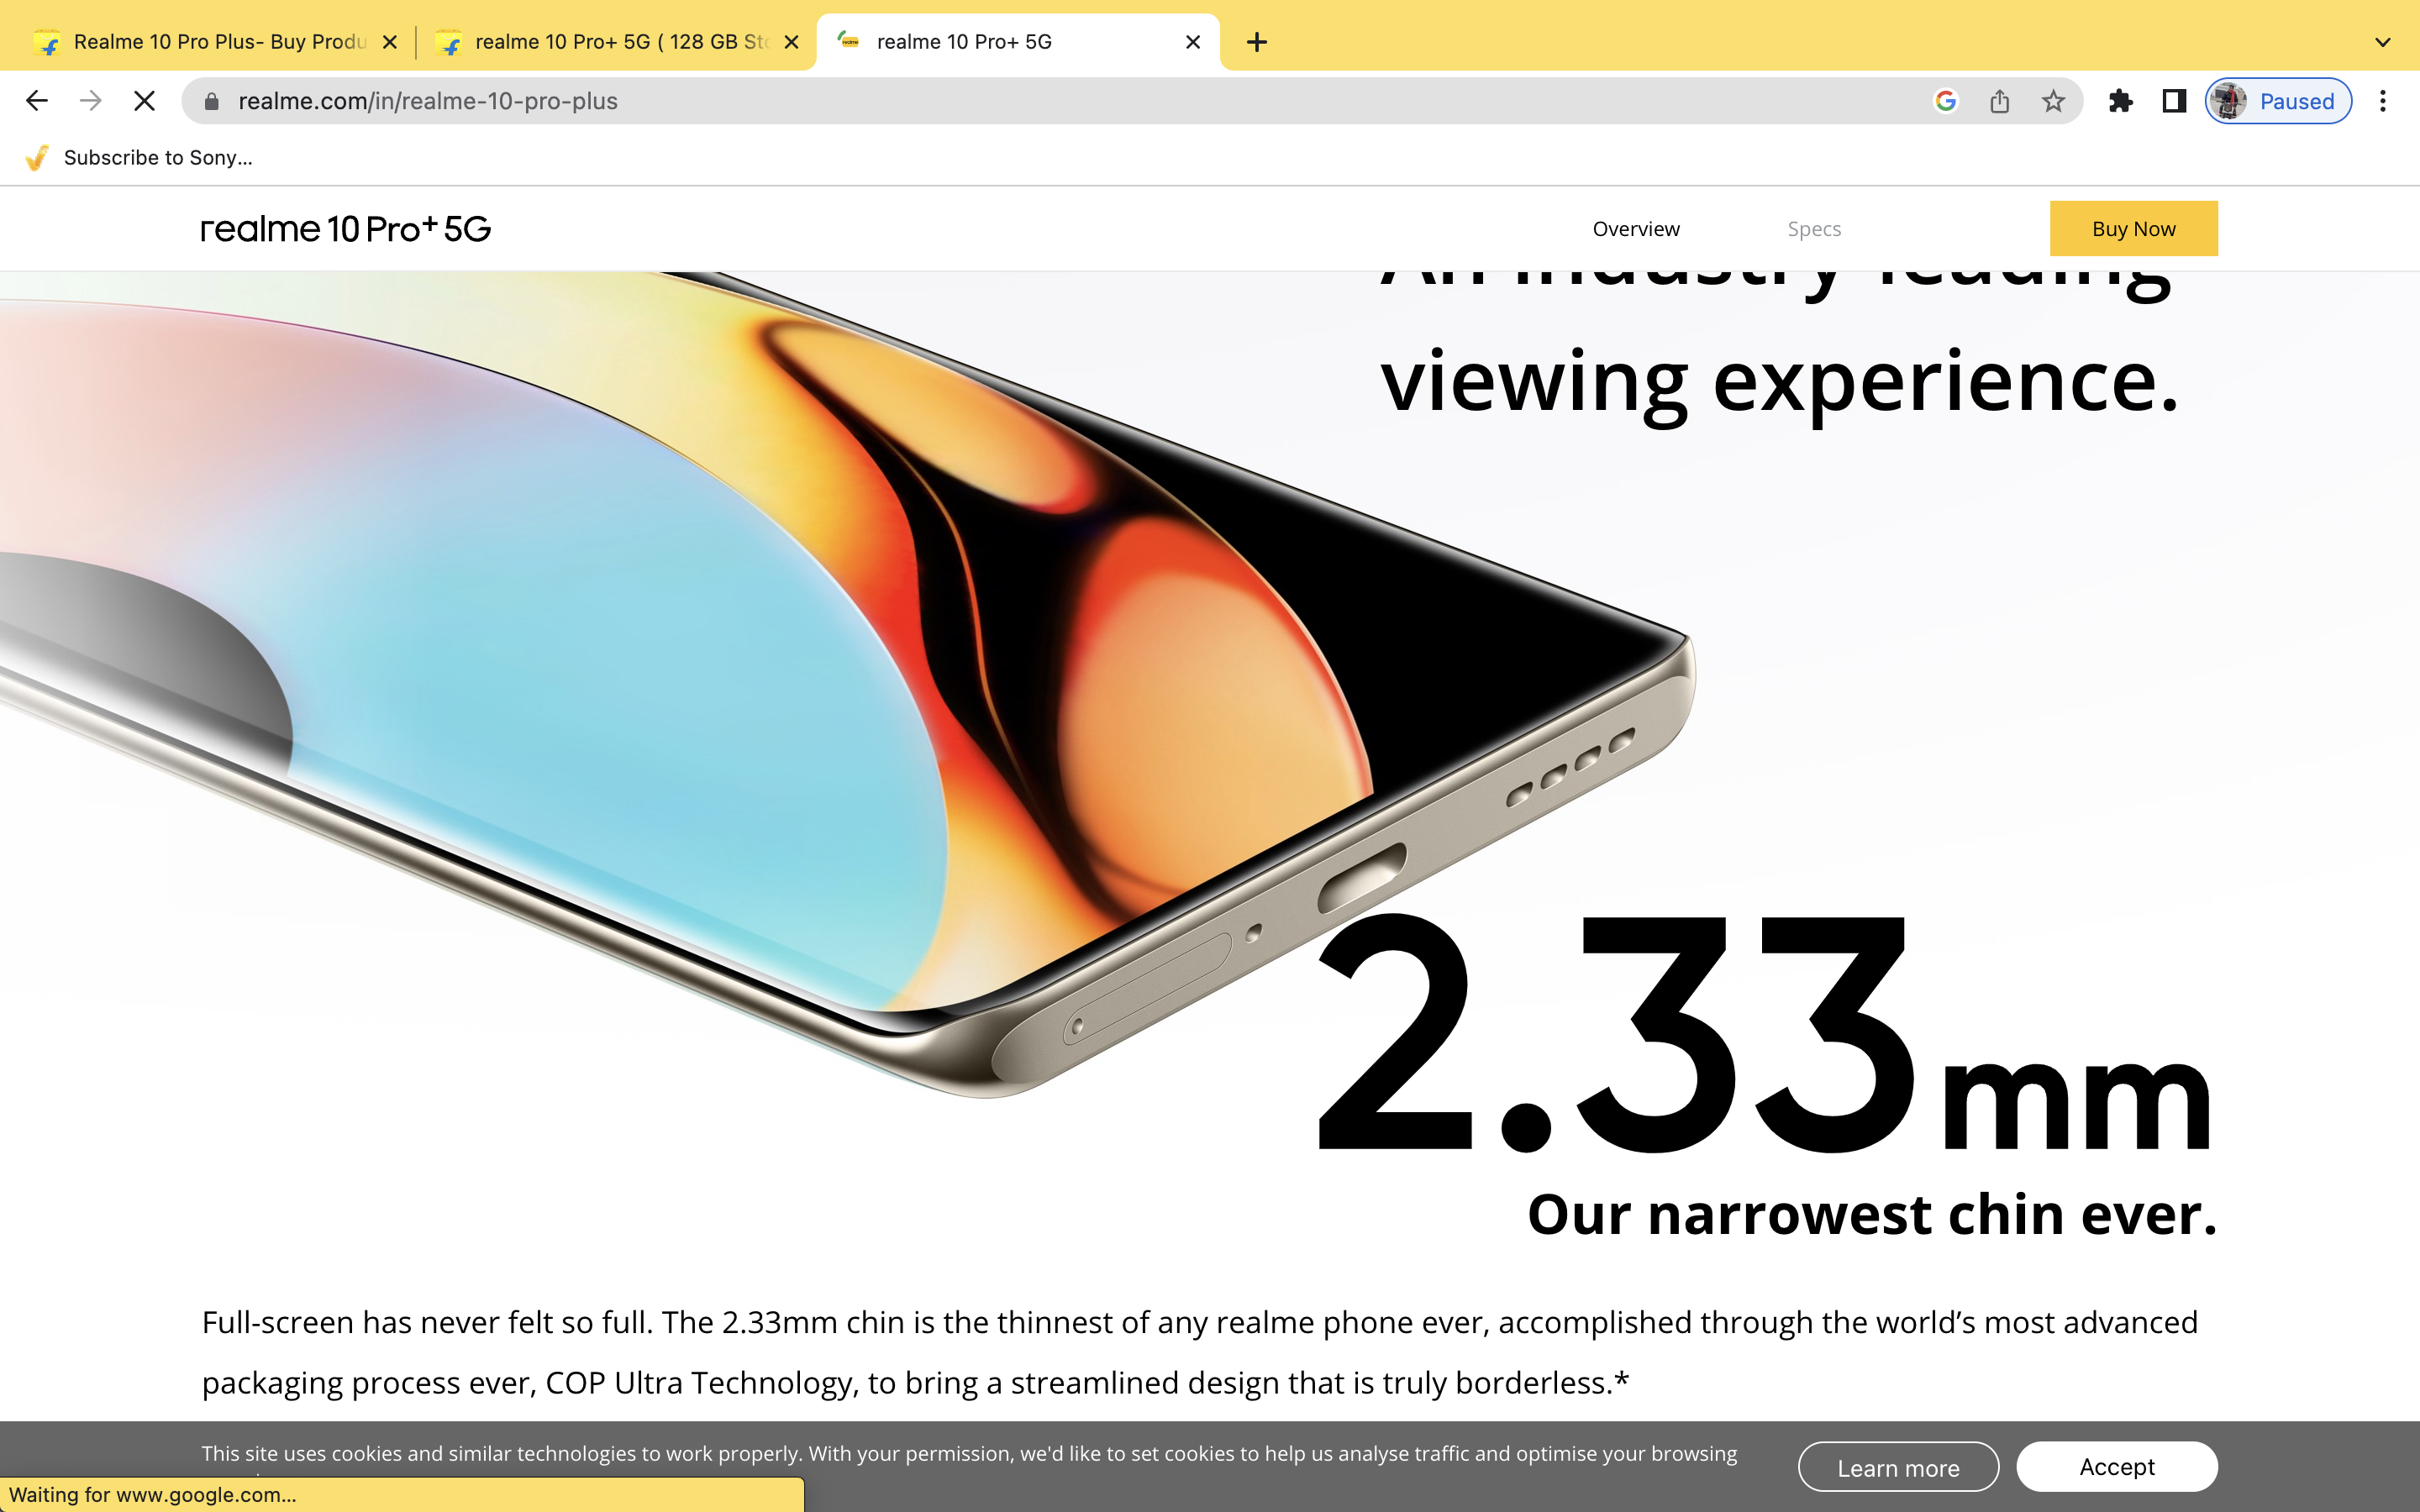 Realme 10 Pro Plus- Buy Produ
realme 10 Pro+ 5G ( 128 GB Sto
realme 10 Pro+ 5G
realme.com/in/realme-10-pro-plus
Paused
Subscribe to Sony...
realme 10 Pro+ 5G
Overview
Specs
Buy Now
An industry-leading
viewing experience.
2.33mm
Our narrowest chin ever.
Full-screen has never felt so full. The 2.33mm chin is the thinnest of any realme phone ever, accomplished through the world’s most advanced
packaging process ever, COP Ultra Technology, to bring a streamlined design that is truly borderless.*
This site uses cookies and similar technologies to work properly. With your permission, we'd like to set cookies to help us analyse traffic and optimise your browsing
Learn more
Accept
Waiting for www.google.com...